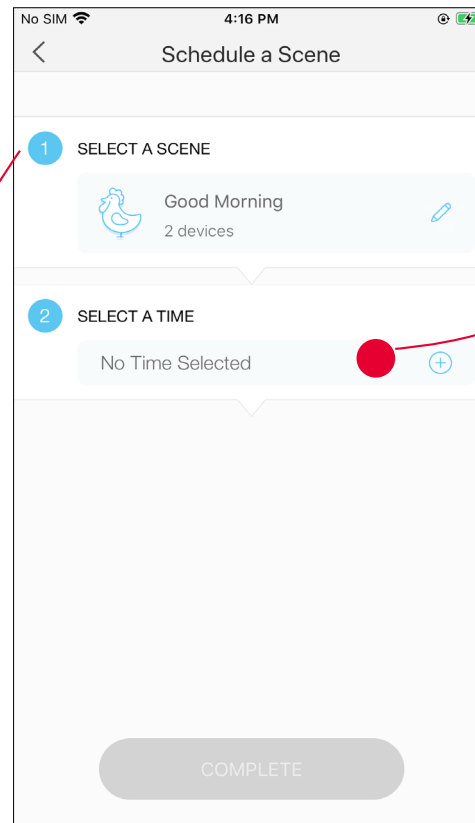 No SIM 4:16 PM
Schedule a Scene
1 SELECT A SCENE
Good Morning
2 devices
2 SELECT A TIME
No Time Selected
COMPLETE